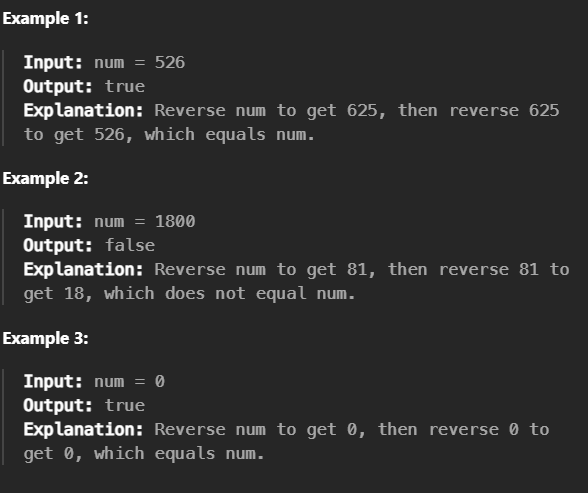 Example 1:
Input: num = 526
Output: true
Explanation: Reverse num to get 625, then reverse 625
to get 526, which equals num.
Example 2:
Input: num = 1800
Output: false
Explanation: Reverse num to get 81, then reverse 81 to
get 18, which does not equal num.
Example 3:
Input: num = 0
Output: true
Explanation: Reverse num to get 0, then reverse 0 to
get 0, which equals num.